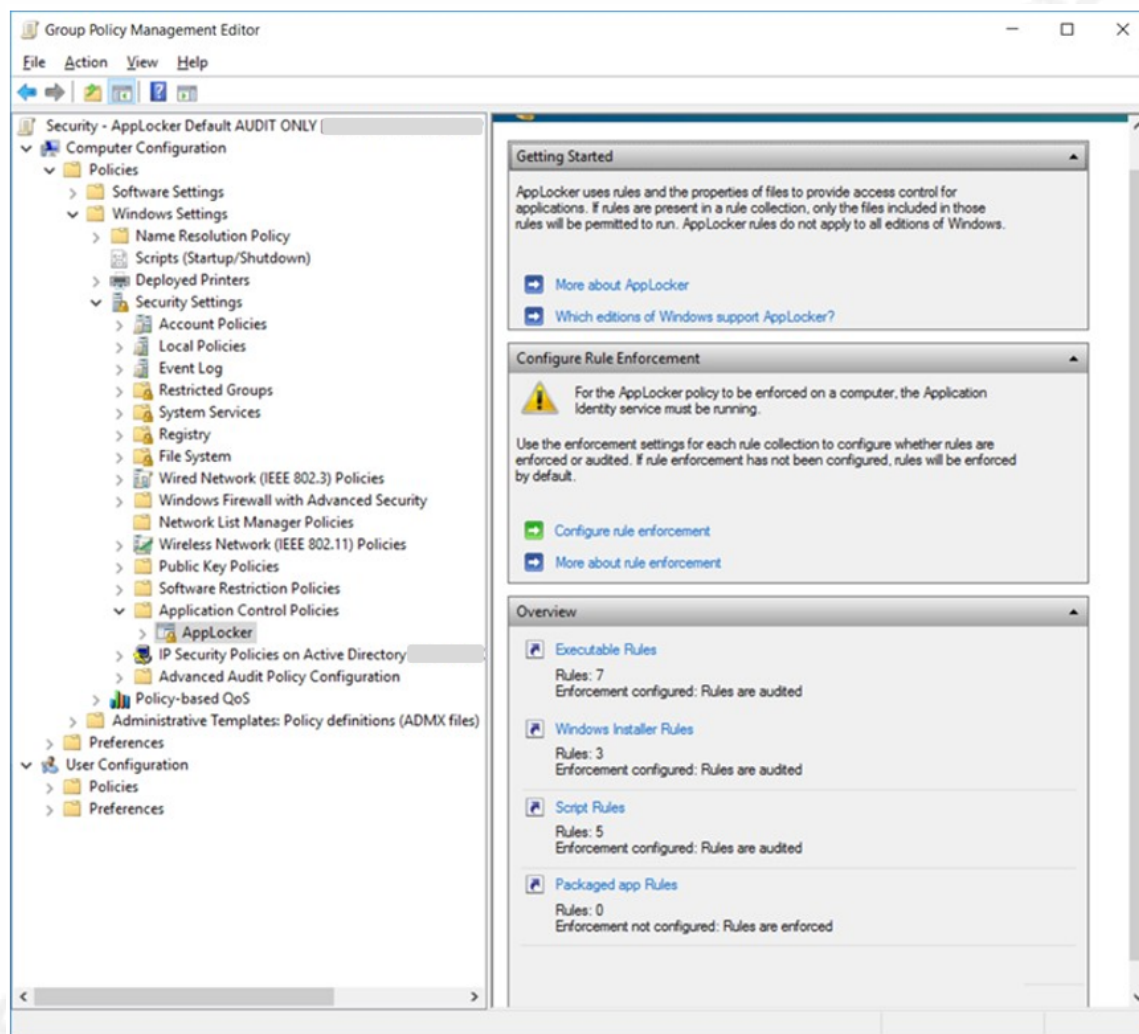 Group Policy Management Editor
File Action View Help
Security - AppLocker Default AUDIT ONLY [
Computer Configuration
Policies
Software Settings
Windows Settings
Name Resolution Policy
Scripts (Startup/Shutdown)
Deployed Printers
Security Settings
Account Policies
Local Policies
Event Log
Restricted Groups
System Services
Registry
File System
Wired Network (IEEE 802.3) Policies
Windows Firewall with Advanced Security
Network List Manager Policies
Wireless Network (IEEE 802.11) Policies
Public Key Policies
Software Restriction Policies
Application Control Policies
AppLocker
IP Security Policies on Active Directory
Advanced Audit Policy Configuration
Policy-based QoS
Administrative Templates: Policy definitions (ADMX files)
Preferences
User Configuration
Policies
Preferences
Getting Started
AppLocker uses rules and the properties of files to provide access control for
applications. If rules are present in a rule collection, only the files included in those
rules will be permitted to run. AppLocker rules do not apply to all editions of Windows.
More about AppLocker
Which editions of Windows support AppLocker?
Configure Rule Enforcement
For the AppLocker policy to be enforced on a computer, the Application
Identity service must be running.
Use the enforcement settings for each rule collection to configure whether rules are
enforced or audited. If rule enforcement has not been configured, rules will be enforced
by default.
Configure rule enforcement
More about rule enforcement
Overview
Executable Rules
Rules: 7
Enforcement configured: Rules are audited
Windows Installer Rules
Rules: 3
Enforcement configured: Rules are audited
Script Rules
Rules: 5
Enforcement configured: Rules are audited
Packaged app Rules
Rules: 0
Enforcement not configured: Rules are enforced